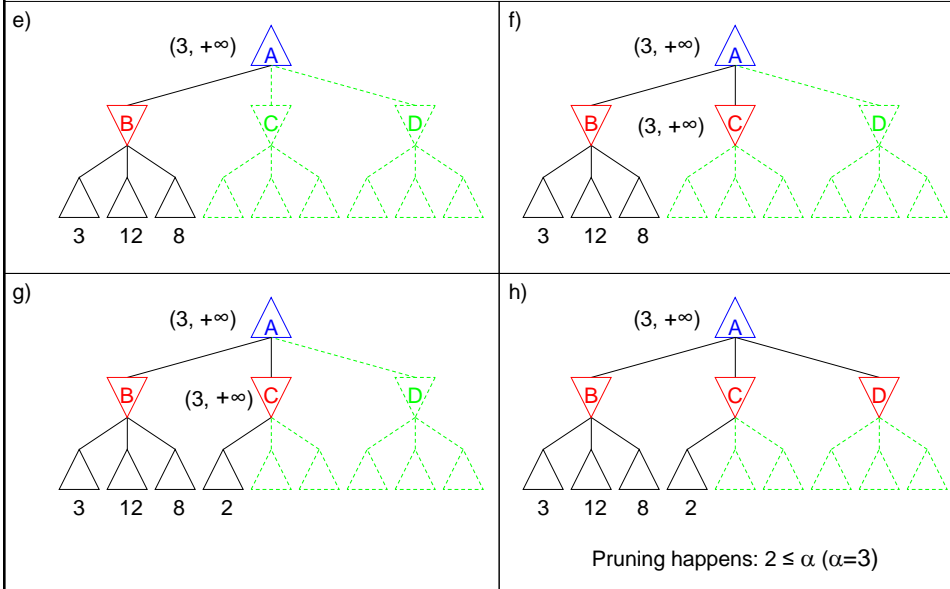 e)
(3, +∞)
A
B
C
D
3 12 8
f)
(3, +∞)
A
B
(3, +∞)
C
D
3 12 8
g)
(3, +∞)
A
B
(3, +∞)
C
D
3 12 8 2
h)
(3, +∞)
A
B
C
D
3 12 8 2
Pruning happens: 2 ≤ α (α=3)